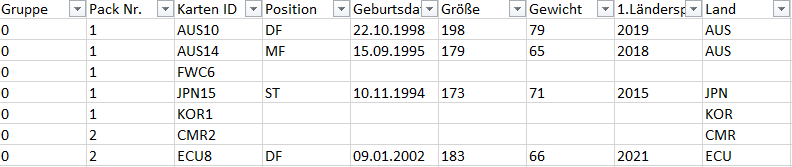 Gruppe Pack Nr. Karten ID Position Geburtsda Größe Gewicht 1.Ländersp Land
0 1 AUS10 DF 22.10.1998 198 79 2019 AUS
0 1 AUS14 MF 15.09.1995 179 65 2018 AUS
0 1 FWC6
0 1 JPN15 ST 10.11.1994 173 71 2015 JPN
0 1 KOR1 KOR
0 2 CMR2 CMR
0 2 ECU8 DF 09.01.2002 183 66 2021 ECU